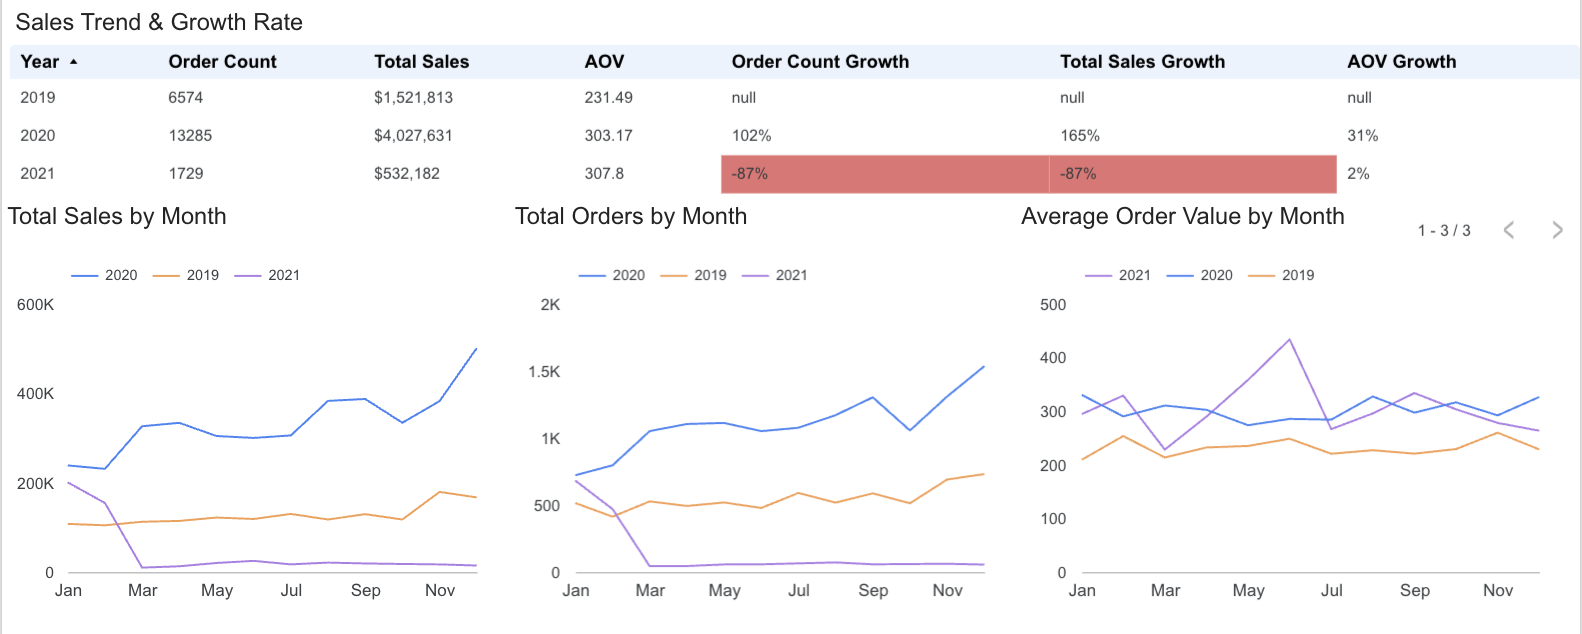 Sales Trend & Growth Rate
Year Order Count Total Sales AOV Order Count Growth Total Sales Growth AOV Growth
2019 6574 $1,521,813 231.49 null null null
2020 13285 $4,027,631 303.17 102% 165% 31%
2021 1729 $532,182 307.8 -87% -87% 2%
1 - 3 / 3
Total Sales by Month
2020 2019 2021
600K
400K
200K
0
Jan Mar May Jul Sep Nov
Total Orders by Month
2020 2019 2021
2K
1.5K
1K
500
0
Jan Mar May Jul Sep Nov
Average Order Value by Month
2021 2020 2019
500
400
300
200
100
0
Jan Mar May Jul Sep Nov